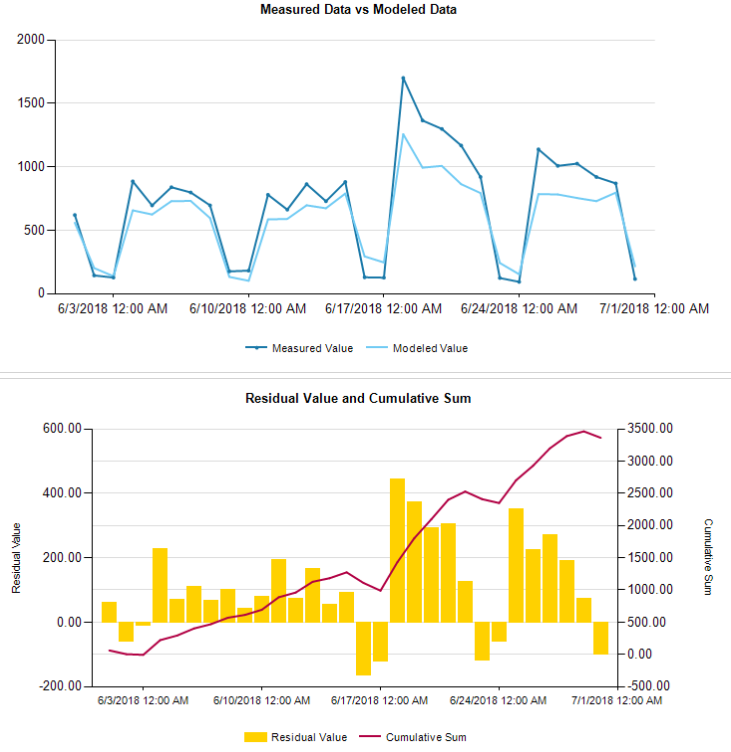 Measured Data vs Modeled Data
2000
1500
1000
500
0
6/3/2018 12:00 AM 6/10/2018 12:00 AM 6/17/2018 12:00 AM 6/24/2018 12:00 AM 7/1/2018 12:00 AM
Measured Value Modeled Value
Residual Value and Cumulative Sum
600.00
400.00
200.00
0.00
-200.00
Residual Value
3500.00
3000.00
2500.00
2000.00
1500.00
1000.00
500.00
0.00
-500.00
Cumulative Sum
6/3/2018 12:00 AM 6/10/2018 12:00 AM 6/17/2018 12:00 AM 6/24/2018 12:00 AM 7/1/2018 12:00 AM
Residual Value Cumulative Sum